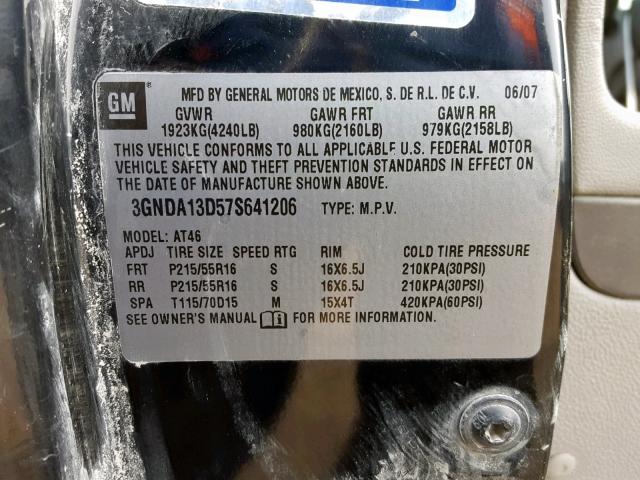 GM
MFD BY GENERAL MOTORS DE MEXICO, S. DE R.L. DE C.V. 06/07
GVWR GAWR FRT GAWR RR
1923KG(4240LB) 980KG(2160LB) 979KG(2158LB)
THIS VEHICLE CONFORMS TO ALL APPLICABLE U.S. FEDERAL MOTOR
VEHICLE SAFETY AND THEFT PREVENTION STANDARDS IN EFFECT ON
THE DATE OF MANUFACTURE SHOWN ABOVE.
3GNDA13D57S641206 TYPE: M.P.V.
MODEL: AT46
APDJ TIRE SIZE SPEED RTG RIM COLD TIRE PRESSURE
FRT P215/55R16 S 16X6.5J 210KPA(30PSI)
RR P215/55R16 S 16X6.5J 210KPA(30PSI)
SPA T115/70D15 M 15X4T 420KPA(60PSI)
SEE OWNER'S MANUAL FOR MORE INFORMATION.